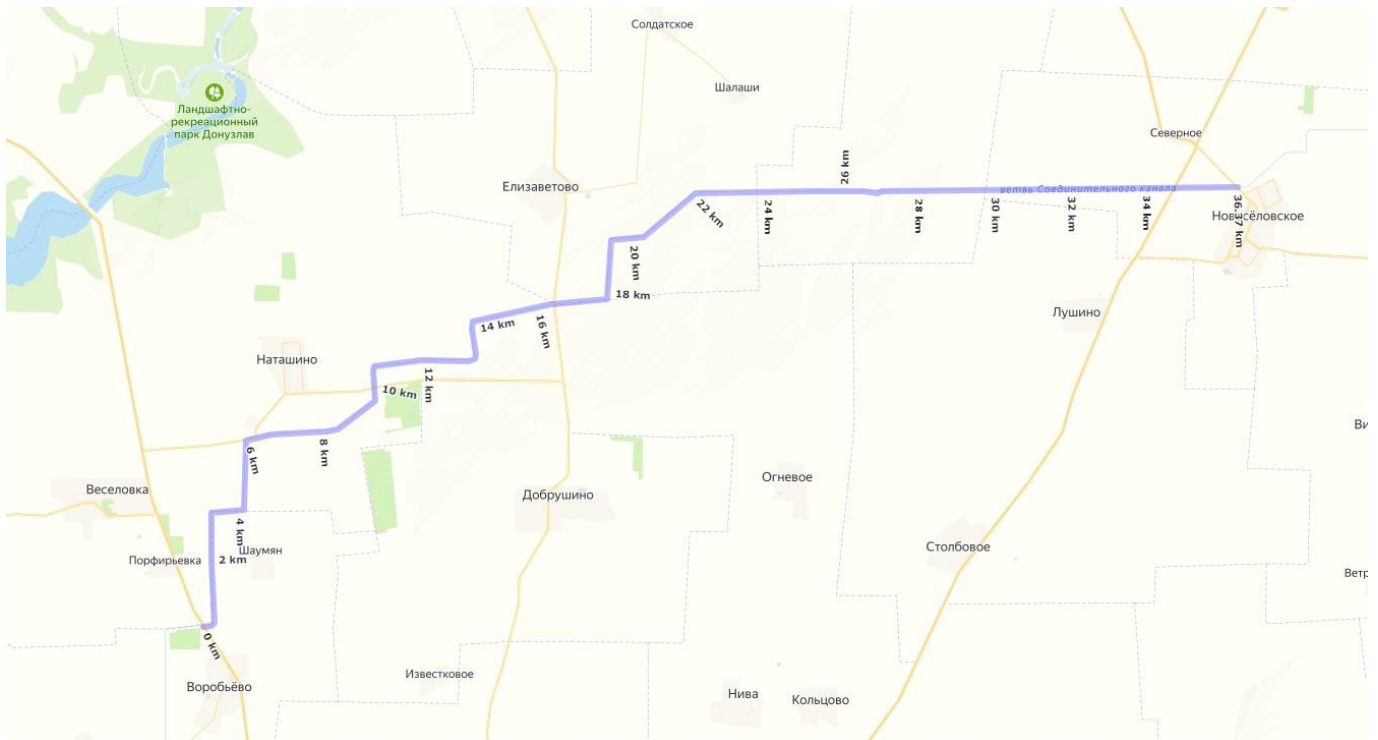 Солдатское
Шалаши
Ландшафтно-
рекреационный
парк Донузлав
Северное
Елизаветово
26 km
ветвь Соединительного канала
22 km
24 km
28 km
30 km
32 km
34 km
36.37 km
Новосёловское
20 km
18 km
Лушино
14 km
16 km
Наташино
10 km
12 km
Ви
6 km
8 km
Огневое
Веселовка
Добрушино
4 km
Шаумян
Порфирьевка
2 km
Столбовое
Ветр
0 km
Известковое
Воробьёво
Нива
Кольцово